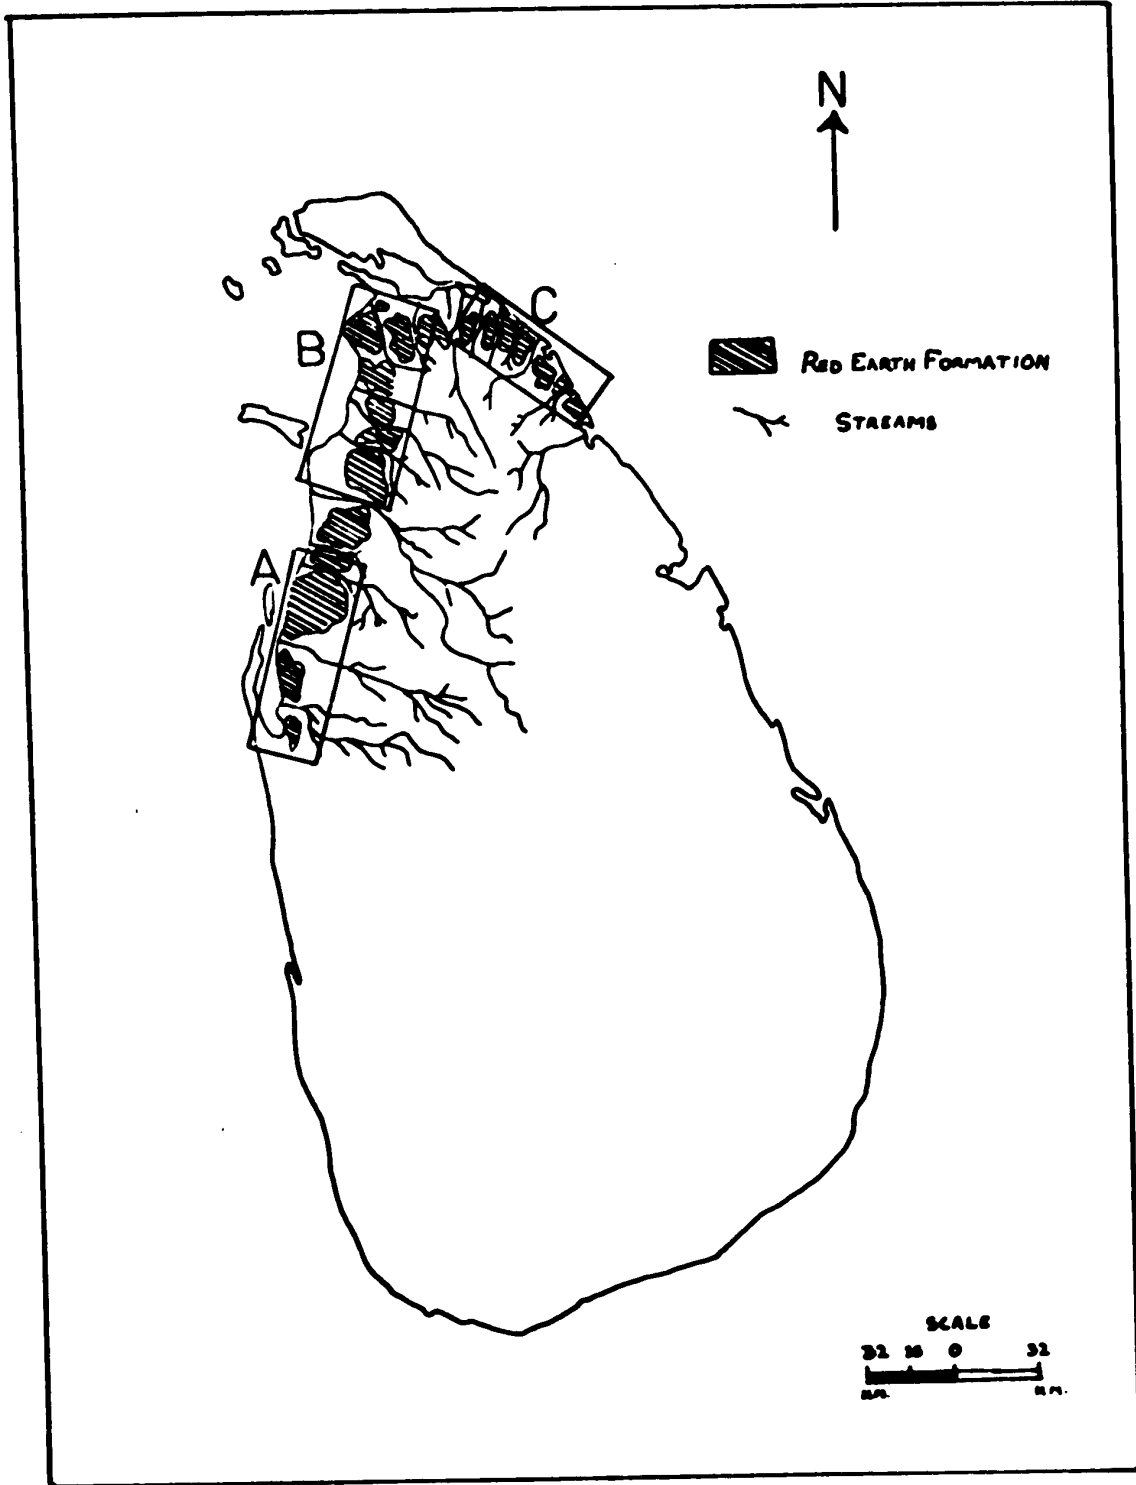 N
C
B
RED EARTH FORMATION
STREAMS
A
SCALE
32 16 0 32
KM. KM.